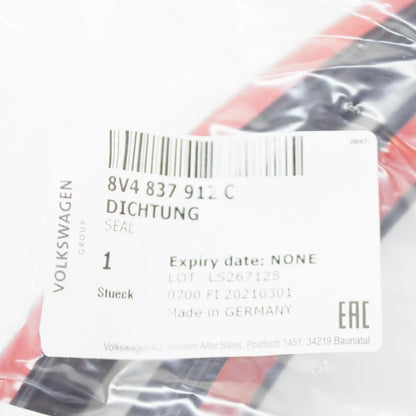 3847
VOLKSWAGEN
GROUP
8V4 837 912 C
DICHTUNG
SEAL
1
Stueck
Expiry date: NONE
LOT: LS267128
0700 FI 20210301
Made in GERMANY
EAC
Volkswagen AG, Konzern After Sales, Postfach 1451, 34219 Baunatal